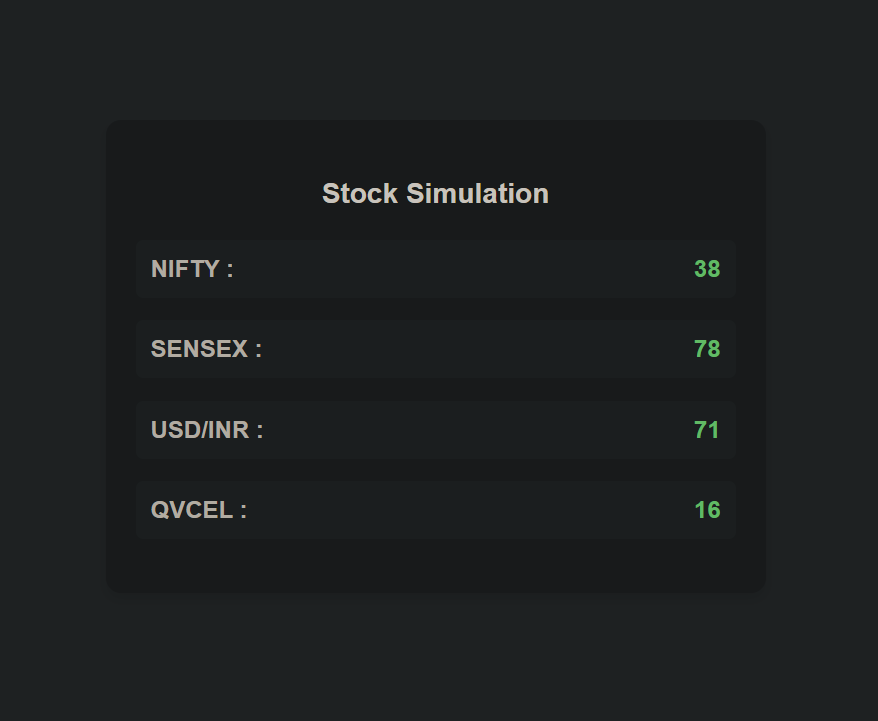 Stock Simulation
NIFTY : 38
SENSEX : 78
USD/INR : 71
QVCEL : 16